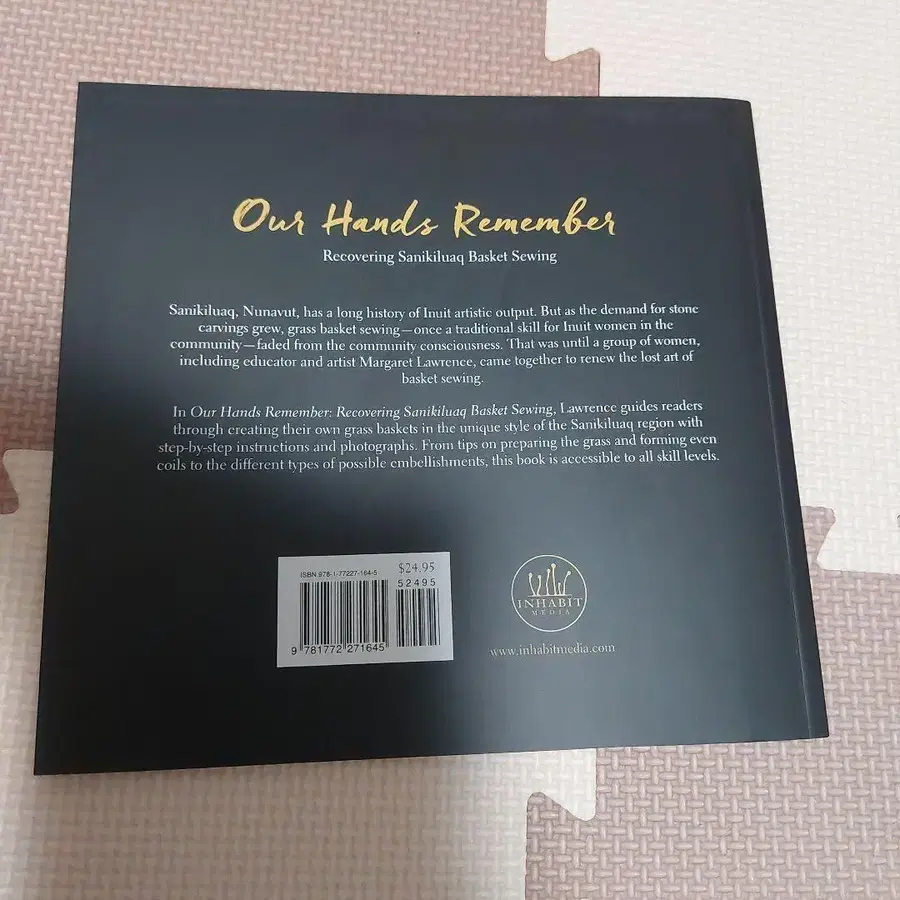 Our Hands Remember
Recovering Sanikiluaq Basket Sewing
Sanikiluaq, Nunavut, has a long history of Inuit artistic output. But as the demand for stone
carvings grew, grass basket sewing—once a traditional skill for Inuit women in the
community—faded from the community consciousness. That was until a group of women,
including educator and artist Margaret Lawrence, came together to renew the lost art of
basket sewing.
In Our Hands Remember: Recovering Sanikiluaq Basket Sewing, Lawrence guides readers
through creating their own grass baskets in the unique style of the Sanikiluaq region with
step-by-step instructions and photographs. From tips on preparing the grass and forming even
coils to the different types of possible embellishments, this book is accessible to all skill levels.
ISBN 978-1-77227-164-5
$24.95
52495
9 781772 271645
INHABIT
MEDIA
www.inhabitmedia.com